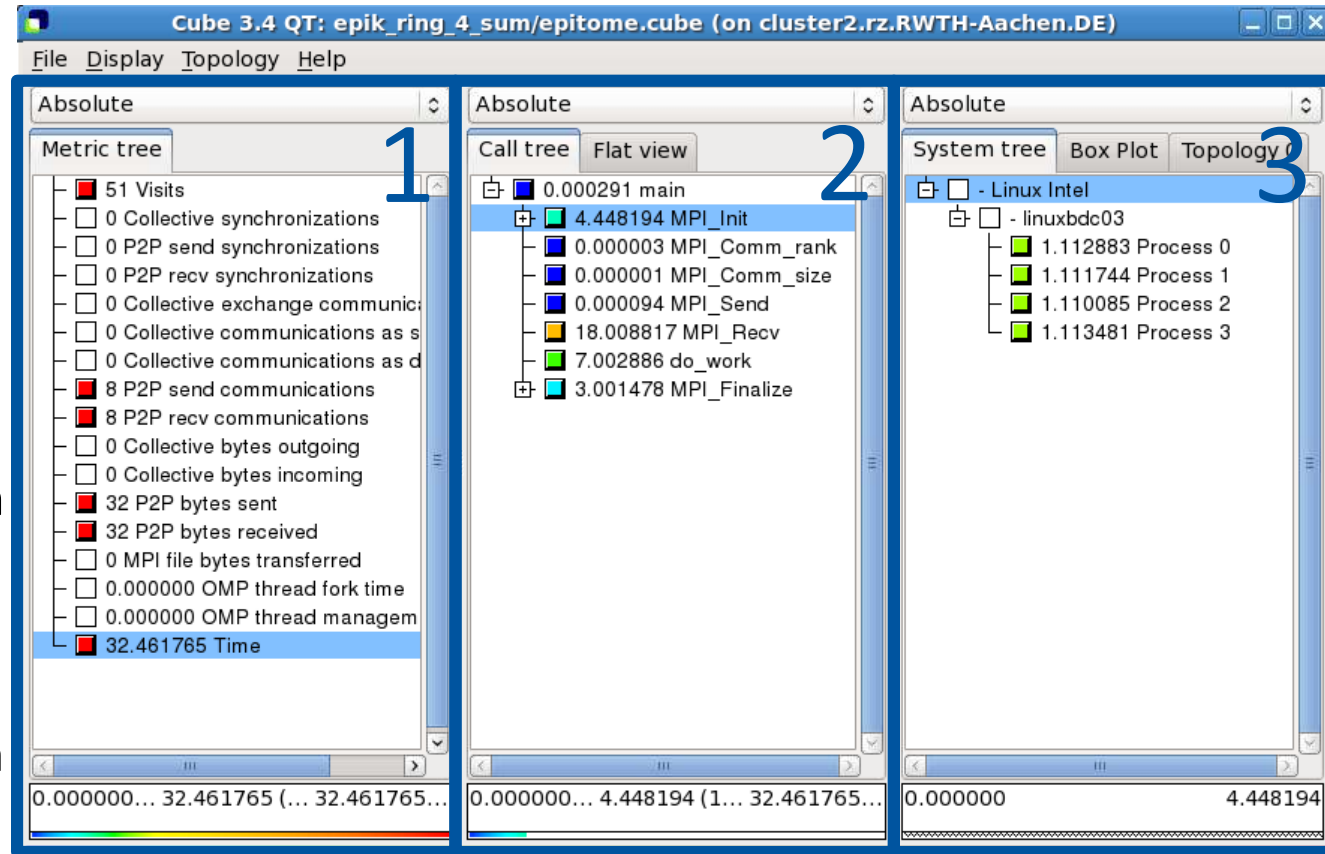 Cube 3.4 QT: epik_ring_4_sum/epitome.cube (on cluster2.rz.RWTH-Aachen.DE)
File Display Topology Help
Absolute
Metric tree
1
51 Visits
0 Collective synchronizations
0 P2P send synchronizations
0 P2P recv synchronizations
0 Collective exchange communic
0 Collective communications as s
0 Collective communications as d
8 P2P send communications
8 P2P recv communications
0 Collective bytes outgoing
0 Collective bytes incoming
32 P2P bytes sent
32 P2P bytes received
0 MPI file bytes transferred
0.000000 OMP thread fork time
0.000000 OMP thread managem
32.461765 Time
0.000000... 32.461765 (... 32.461765...
Absolute
Call tree Flat view
2
0.000291 main
4.448194 MPI_Init
0.000003 MPI_Comm_rank
0.000001 MPI_Comm_size
0.000094 MPI_Send
18.008817 MPI_Recv
7.002886 do_work
3.001478 MPI_Finalize
0.000000... 4.448194 (1... 32.461765...
Absolute
System tree Box Plot Topology
3
- Linux Intel
- linuxbdc03
1.112883 Process 0
1.111744 Process 1
1.110085 Process 2
1.113481 Process 3
0.000000 4.448194